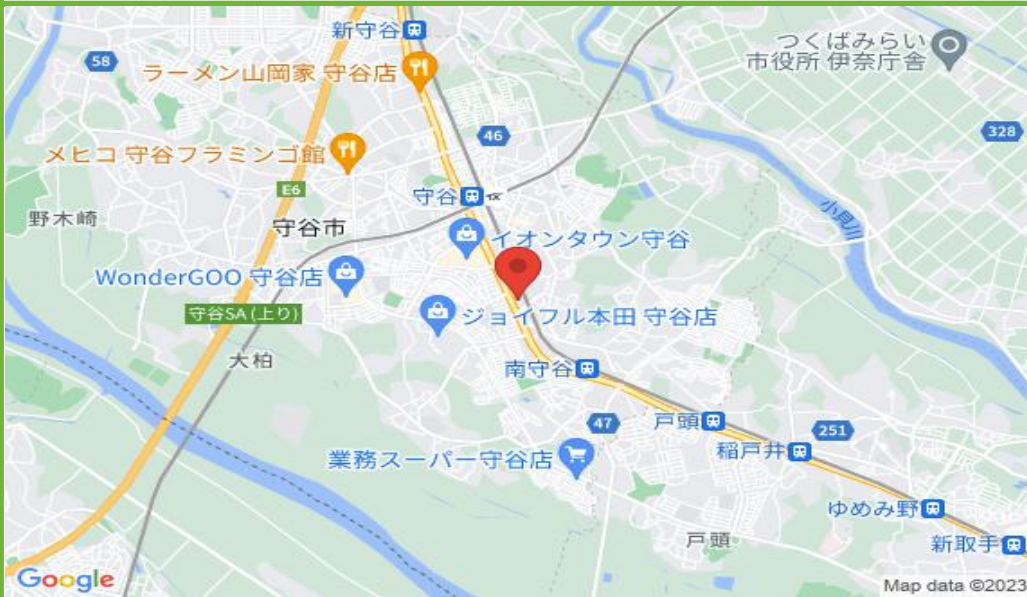 新守谷
58
ラーメン山岡家 守谷店
つくばみらい
市役所 伊奈庁舎
46
328
メヒコ 守谷フラミンゴ館
E6
守谷
野木崎
守谷市
小貝川
イオンタウン守谷
WonderGOO 守谷店
守谷SA (上り)
ジョイフル本田 守谷店
大柏
南守谷
47
戸頭
251
稲戸井
業務スーパー守谷店
ゆめみ野
戸頭
新取手
Google
Map data ©2023